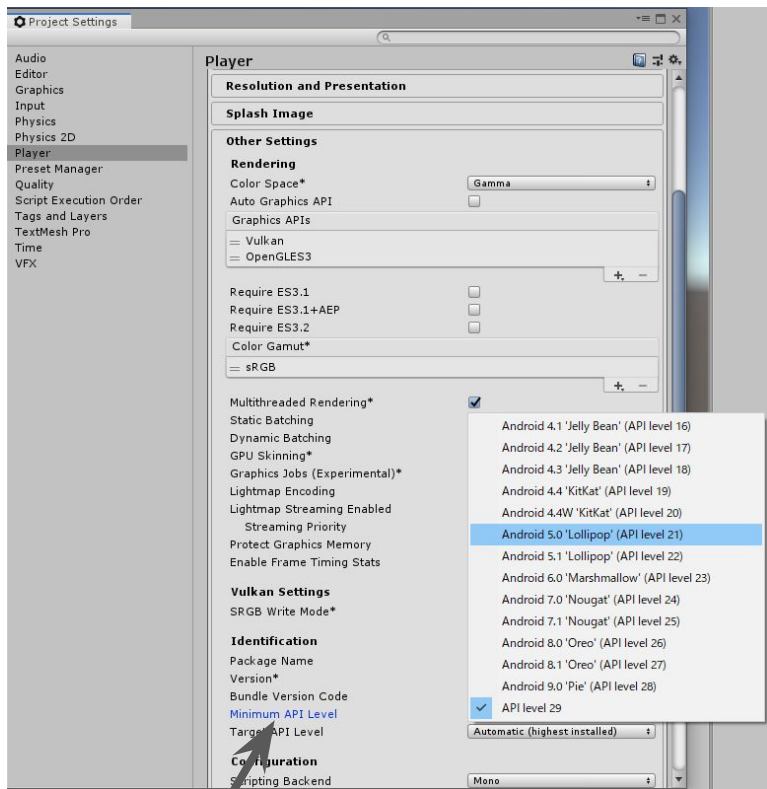 Project Settings
Audio
Editor
Graphics
Input
Physics
Physics 2D
Player
Preset Manager
Quality
Script Execution Order
Tags and Layers
TextMesh Pro
Time
VFX
Player
Resolution and Presentation
Splash Image
Other Settings
Rendering
Color Space* Gamma
Auto Graphics API
Graphics APIs
= Vulkan
= OpenGLES3
+ −
Require ES3.1
Require ES3.1+AEP
Require ES3.2
Color Gamut*
= sRGB
+ −
Multithreaded Rendering*
Static Batching
Dynamic Batching
GPU Skinning*
Graphics Jobs (Experimental)*
Lightmap Encoding
Lightmap Streaming Enabled
Streaming Priority
Protect Graphics Memory
Enable Frame Timing Stats
Vulkan Settings
SRGB Write Mode*
Identification
Package Name
Version*
Bundle Version Code
Minimum API Level
Target API Level Automatic (highest installed)
Configuration
Scripting Backend Mono
Android 4.1 'Jelly Bean' (API level 16)
Android 4.2 'Jelly Bean' (API level 17)
Android 4.3 'Jelly Bean' (API level 18)
Android 4.4 'KitKat' (API level 19)
Android 4.4W 'KitKat' (API level 20)
Android 5.0 'Lollipop' (API level 21)
Android 5.1 'Lollipop' (API level 22)
Android 6.0 'Marshmallow' (API level 23)
Android 7.0 'Nougat' (API level 24)
Android 7.1 'Nougat' (API level 25)
Android 8.0 'Oreo' (API level 26)
Android 8.1 'Oreo' (API level 27)
Android 9.0 'Pie' (API level 28)
API level 29